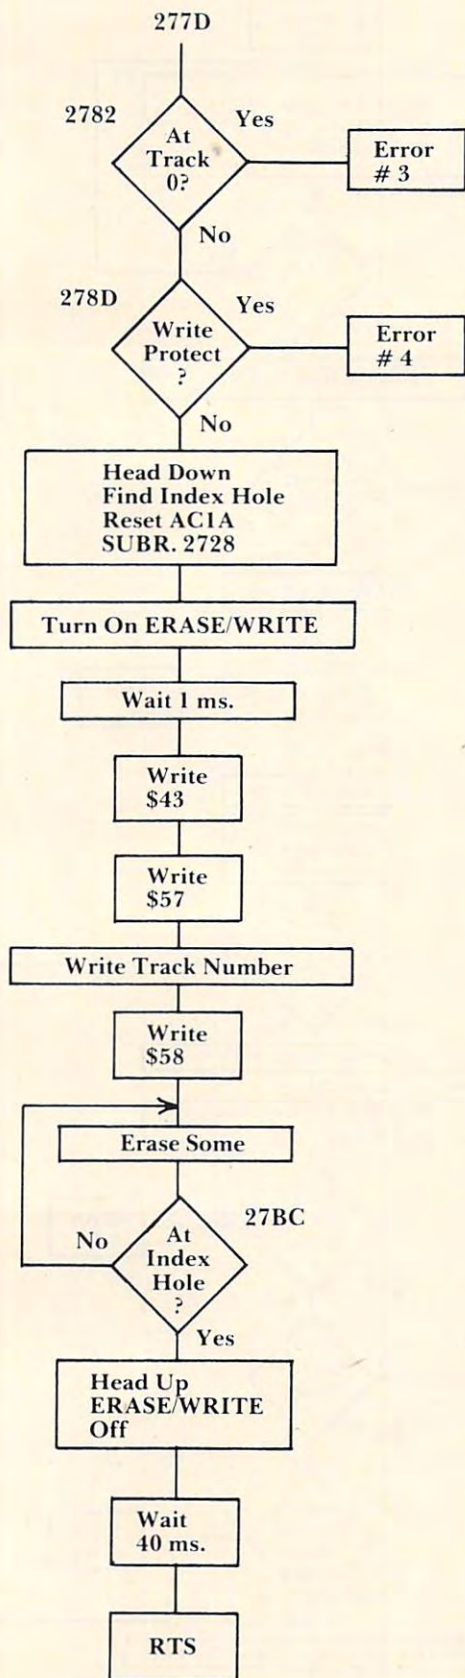 277D
2782
At
Track
0?
Yes
Error
# 3
No
278D
Write
Protect
?
Yes
Error
# 4
No
Head Down
Find Index Hole
Reset AC1A
SUBR. 2728
Turn On ERASE/WRITE
Wait 1 ms.
Write
$43
Write
$57
Write Track Number
Write
$58
Erase Some
27BC
No
At
Index
Hole
?
Yes
Head Up
ERASE/WRITE
Off
Wait
40 ms.
RTS